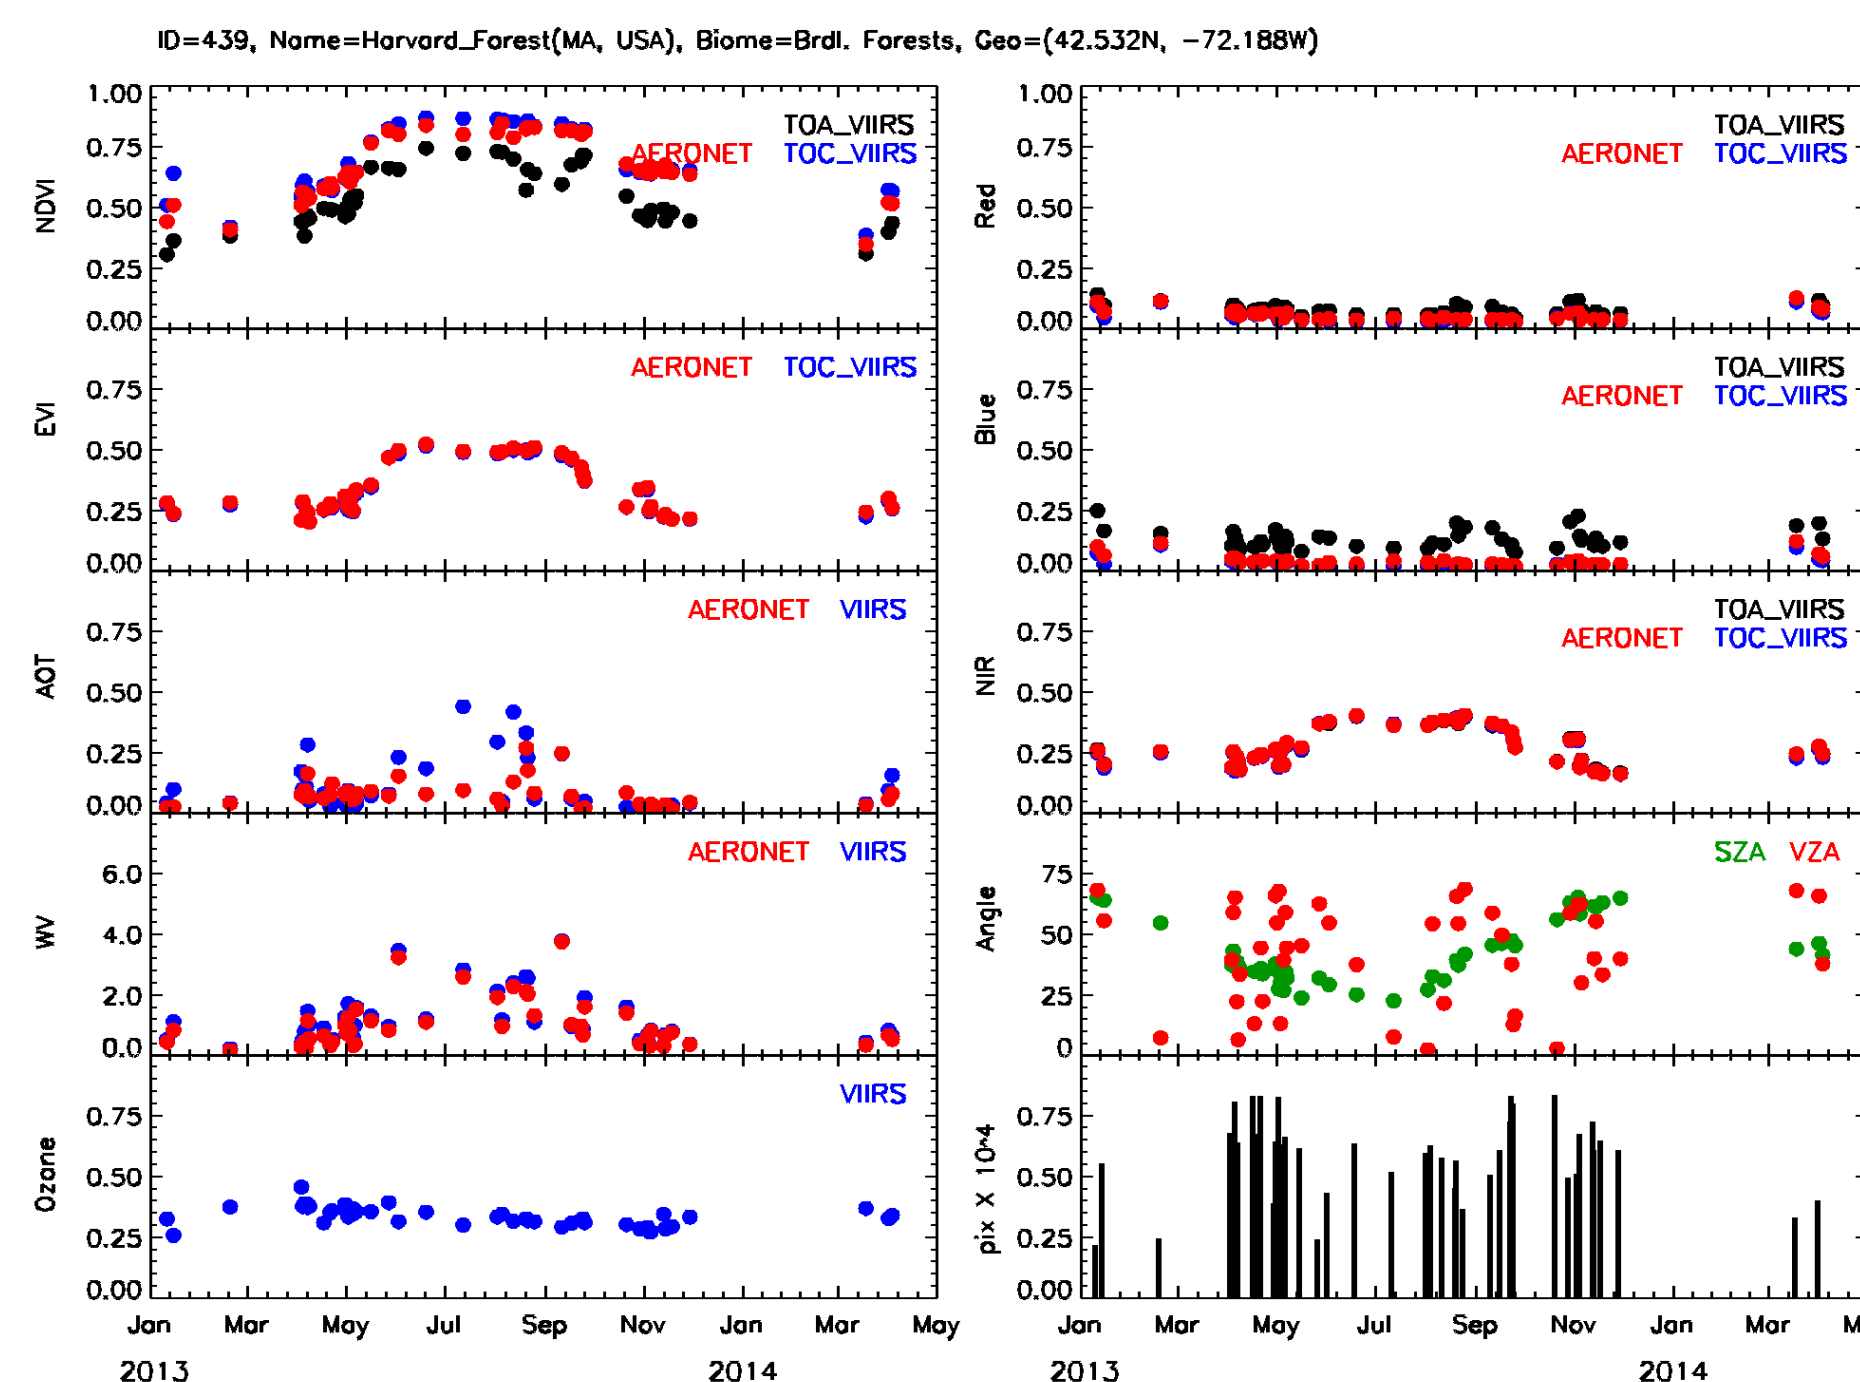 ID=439, Name=Harvard_Forest(MA, USA), Biome=Brdl. Forests, Geo=(42.532N, -72.188W)
NDVI
1.00
0.75
0.50
0.25
0.00
TOA_VIIRS
AERONET TOC_VIIRS
EVI
0.75
0.50
0.25
0.00
AERONET TOC_VIIRS
AOT
0.75
0.50
0.25
0.00
AERONET VIIRS
WV
6.0
4.0
2.0
0.0
AERONET VIIRS
Ozone
0.75
0.50
0.25
0.00
VIIRS
Jan Mar May Jul Sep Nov Jan Mar May
2013 2014
Red
1.00
0.75
0.50
0.25
0.00
TOA_VIIRS
AERONET TOC_VIIRS
Blue
0.75
0.50
0.25
0.00
TOA_VIIRS
AERONET TOC_VIIRS
NIR
0.75
0.50
0.25
0.00
TOA_VIIRS
AERONET TOC_VIIRS
Angle
75
50
25
0
SZA VZA
pix X 10^4
0.75
0.50
0.25
0.00
Jan Mar May Jul Sep Nov Jan Mar M
2013 2014